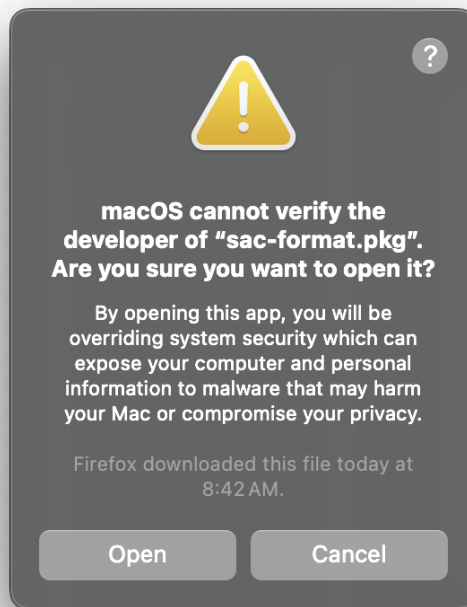 ?
macOS cannot verify the
developer of “sac-format.pkg”.
Are you sure you want to open it?
By opening this app, you will be
overriding system security which can
expose your computer and personal
information to malware that may harm
your Mac or compromise your privacy.
Firefox downloaded this file today at
8:42 AM.
Open
Cancel